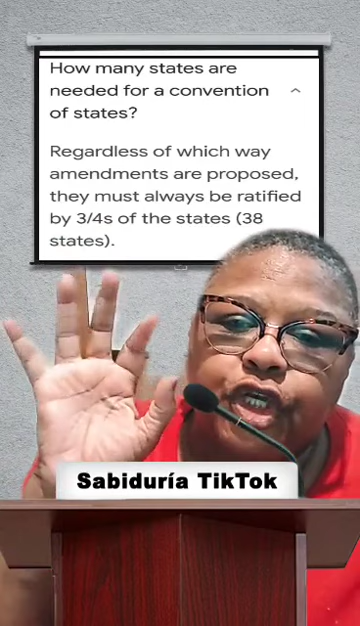 How many states are
needed for a convention
of states?
Regardless of which way
amendments are proposed,
they must always be ratified
by 3/4s of the states (38
states).
Sabiduría TikTok